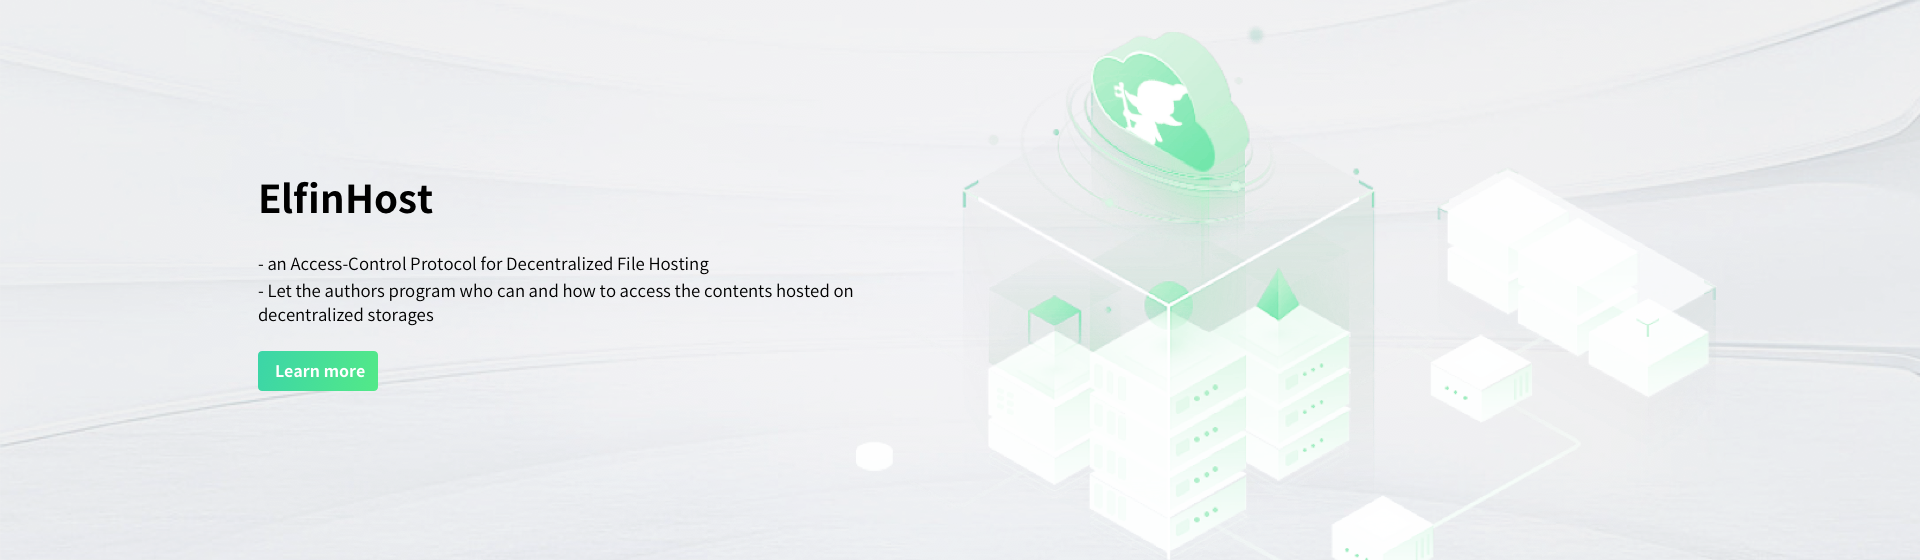 ElfinHost
- an Access-Control Protocol for Decentralized File Hosting
- Let the authors program who can and how to access the contents hosted on
decentralized storages
Learn more